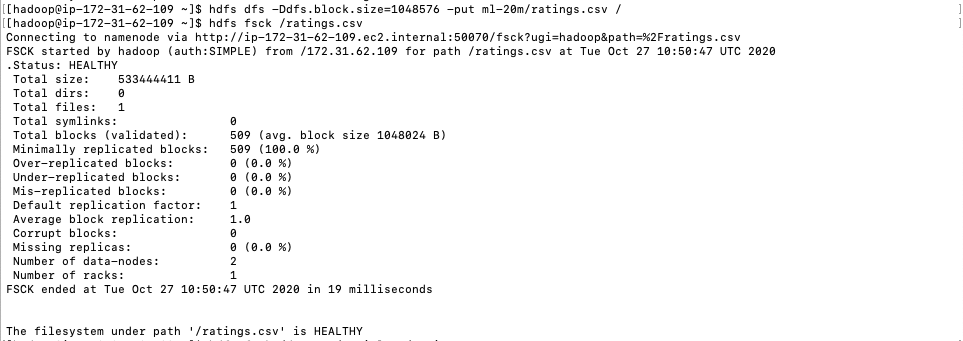 [[hadoop@ip-172-31-62-109 ~]$ hdfs dfs -Ddfs.block.size=1048576 -put ml-20m/ratings.csv / ]
[[hadoop@ip-172-31-62-109 ~]$ hdfs fsck /ratings.csv ]
Connecting to namenode via http://ip-172-31-62-109.ec2.internal:50070/fsck?ugi=hadoop&path=%2Fratings.csv
FSCK started by hadoop (auth:SIMPLE) from /172.31.62.109 for path /ratings.csv at Tue Oct 27 10:50:47 UTC 2020
.Status: HEALTHY
Total size: 533444411 B
Total dirs: 0
Total files: 1
Total symlinks: 0
Total blocks (validated): 509 (avg. block size 1048024 B)
Minimally replicated blocks: 509 (100.0 %)
Over-replicated blocks: 0 (0.0 %)
Under-replicated blocks: 0 (0.0 %)
Mis-replicated blocks: 0 (0.0 %)
Default replication factor: 1
Average block replication: 1.0
Corrupt blocks: 0
Missing replicas: 0 (0.0 %)
Number of data-nodes: 2
Number of racks: 1
FSCK ended at Tue Oct 27 10:50:47 UTC 2020 in 19 milliseconds
The filesystem under path '/ratings.csv' is HEALTHY